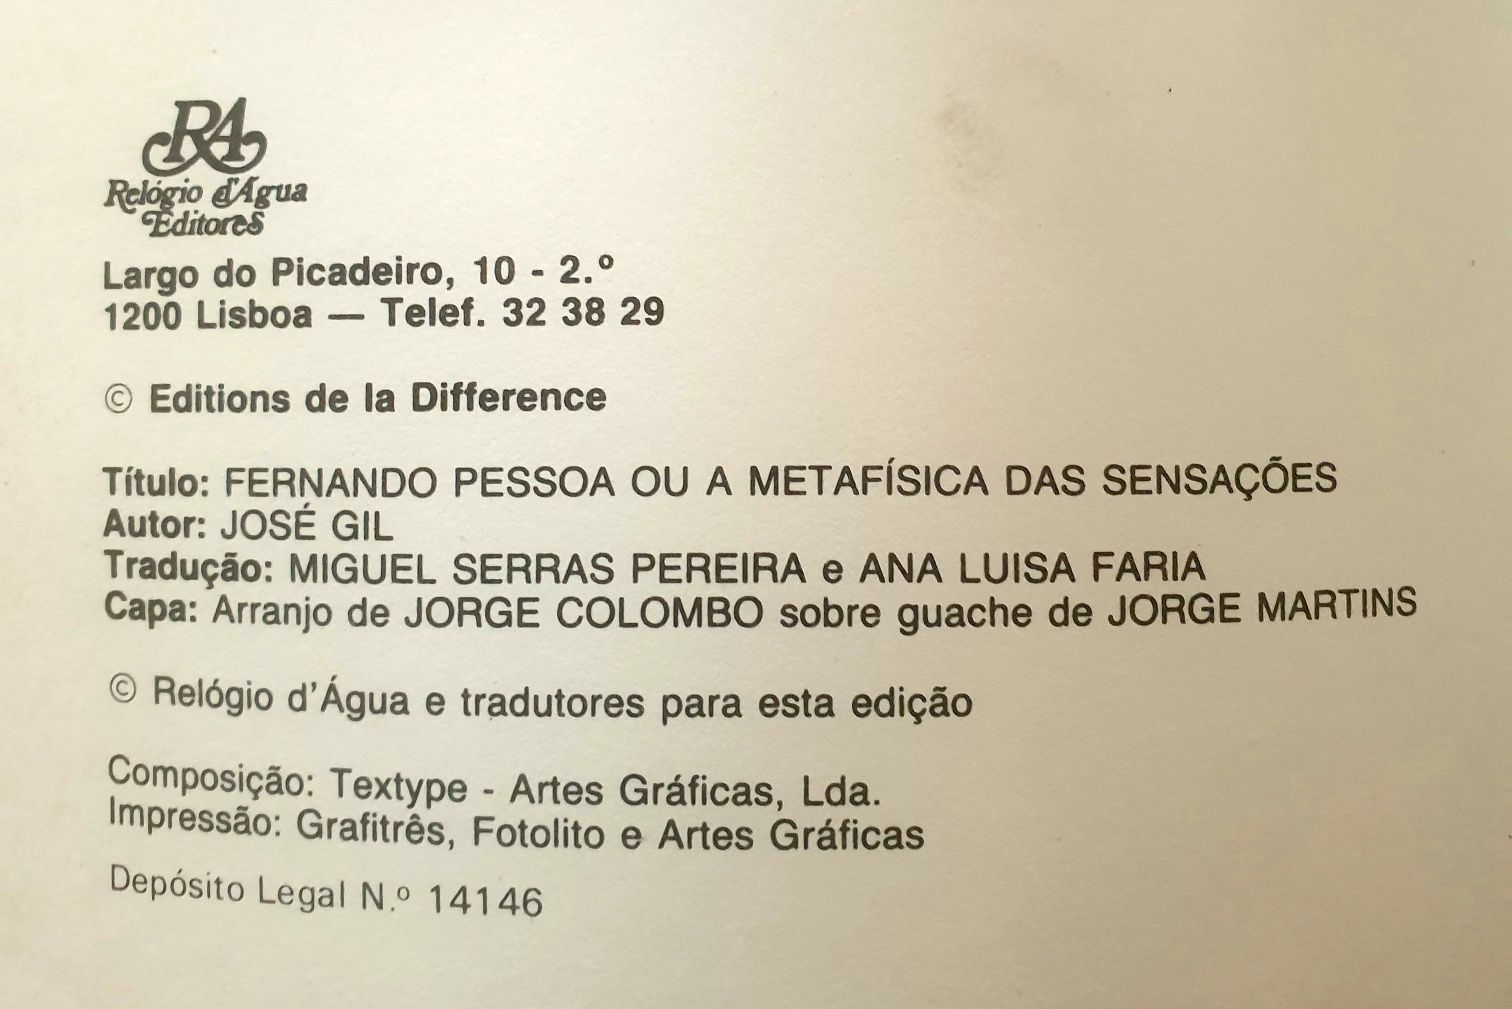 RA
Relógio d'Água
Editores
Largo do Picadeiro, 10 - 2.º
1200 Lisboa — Telef. 32 38 29
© Editions de la Difference
Título: FERNANDO PESSOA OU A METAFÍSICA DAS SENSAÇÕES
Autor: JOSÉ GIL
Tradução: MIGUEL SERRAS PEREIRA e ANA LUISA FARIA
Capa: Arranjo de JORGE COLOMBO sobre guache de JORGE MARTINS
© Relógio d'Água e tradutores para esta edição
Composição: Textype - Artes Gráficas, Lda.
Impressão: Grafitrês, Fotolito e Artes Gráficas
Depósito Legal N.º 14146